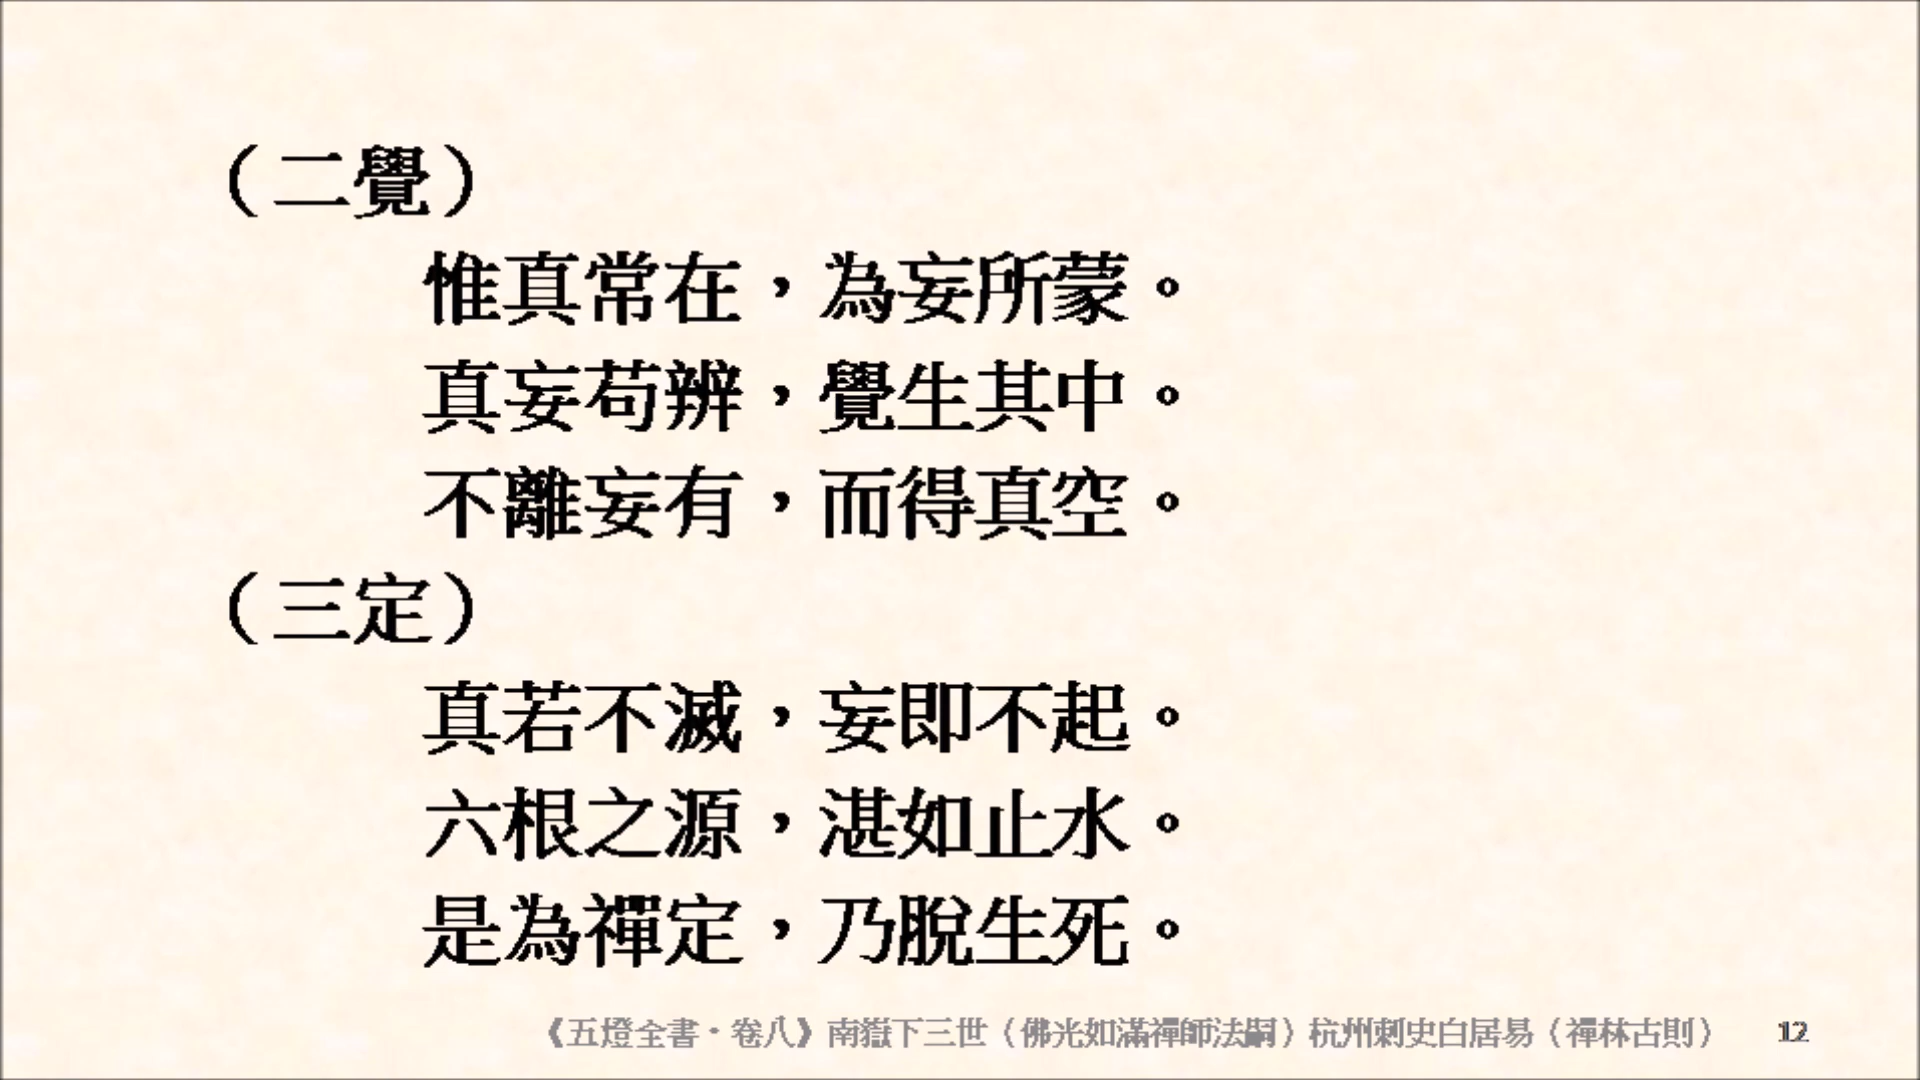 （二覺）
惟真常在，為妄所蒙。
真妄苟辨，覺生其中。
不離妄有，而得真空。
（三定）
真若不滅，妄即不起。
六根之源，湛如止水。
是為禪定，乃脫生死。
《五燈全書・卷八》南嶽下三世（佛光如滿禪師法嗣）杭州刺史白居易（禪林古則） 12